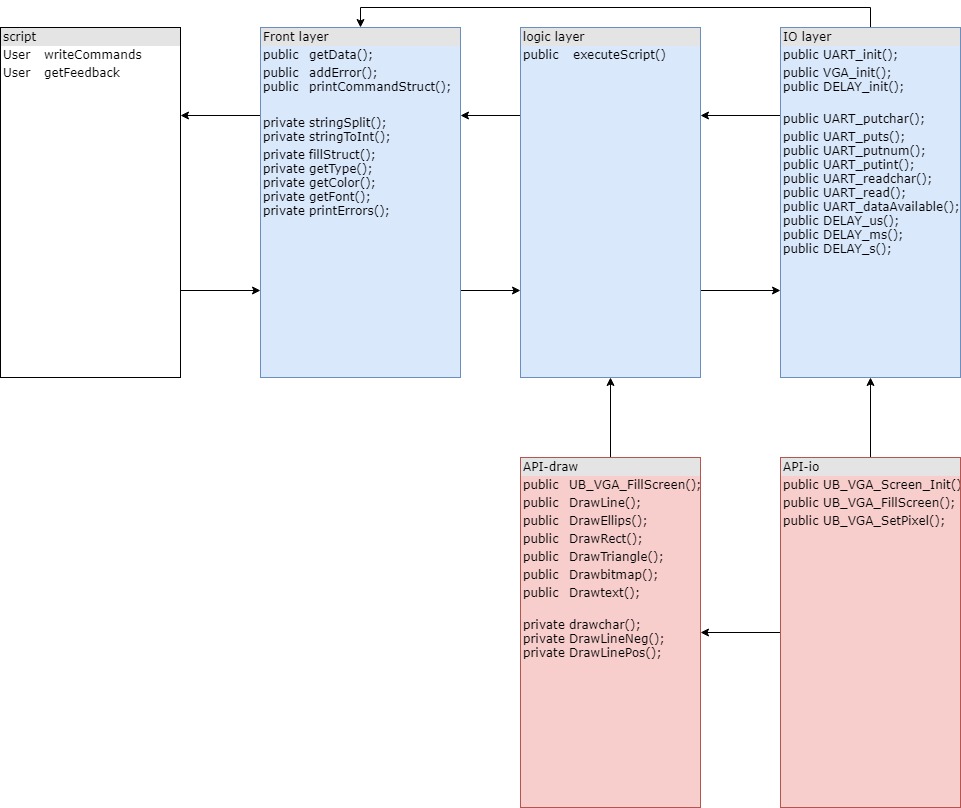 script
User writeCommands
User getFeedback
Front layer
public getData();
public addError();
public printCommandStruct();
private stringSplit();
private stringToInt();
private fillStruct();
private getType();
private getColor();
private getFont();
private printErrors();
logic layer
public executeScript()
IO layer
public UART_init();
public VGA_init();
public DELAY_init();
public UART_putchar();
public UART_puts();
public UART_putnum();
public UART_putint();
public UART_readchar();
public UART_read();
public UART_dataAvailable();
public DELAY_us();
public DELAY_ms();
public DELAY_s();
API-draw
public UB_VGA_FillScreen();
public DrawLine();
public DrawEllips();
public DrawRect();
public DrawTriangle();
public Drawbitmap();
public Drawtext();
private drawchar();
private DrawLineNeg();
private DrawLinePos();
API-io
public UB_VGA_Screen_Init()
public UB_VGA_FillScreen();
public UB_VGA_SetPixel();